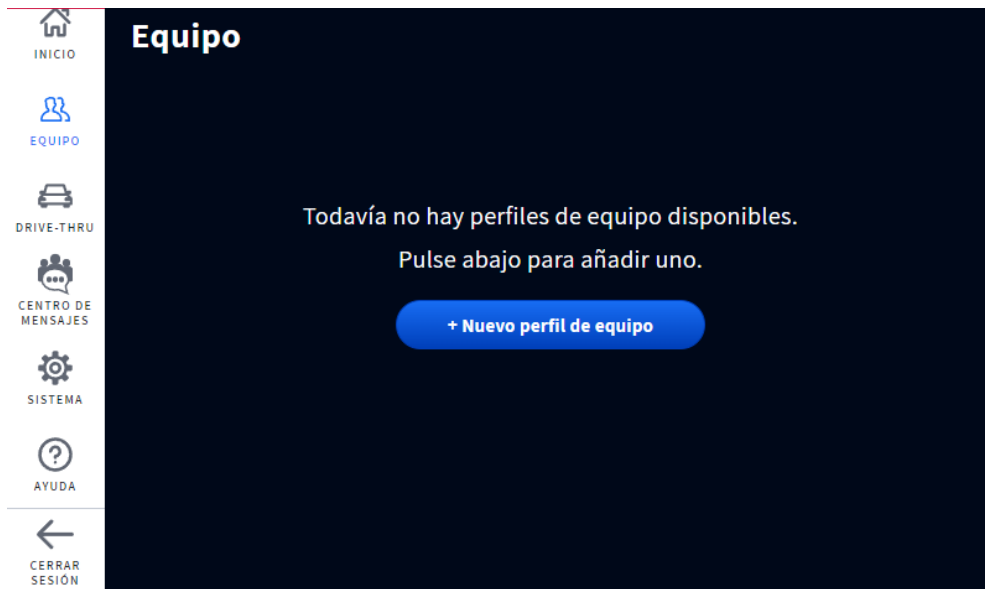 INICIO
EQUIPO
DRIVE-THRU
CENTRO DE
MENSAJES
SISTEMA
AYUDA
CERRAR
SESIÓN
Equipo
Todavía no hay perfiles de equipo disponibles.
Pulse abajo para añadir uno.
+ Nuevo perfil de equipo